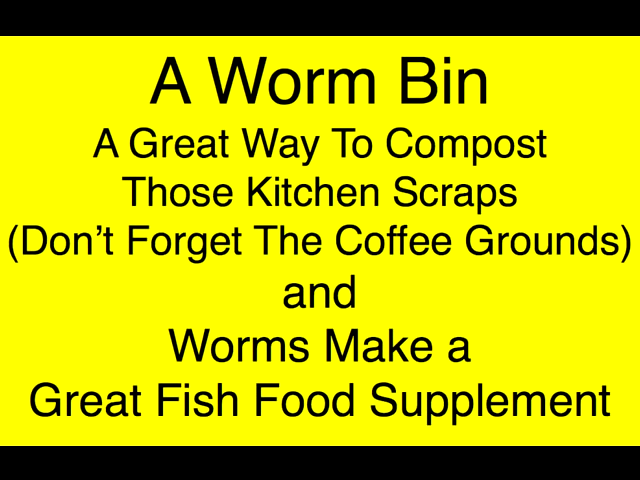 A Worm Bin
A Great Way To Compost
Those Kitchen Scraps
(Don't Forget The Coffee Grounds)
and
Worms Make a
Great Fish Food Supplement